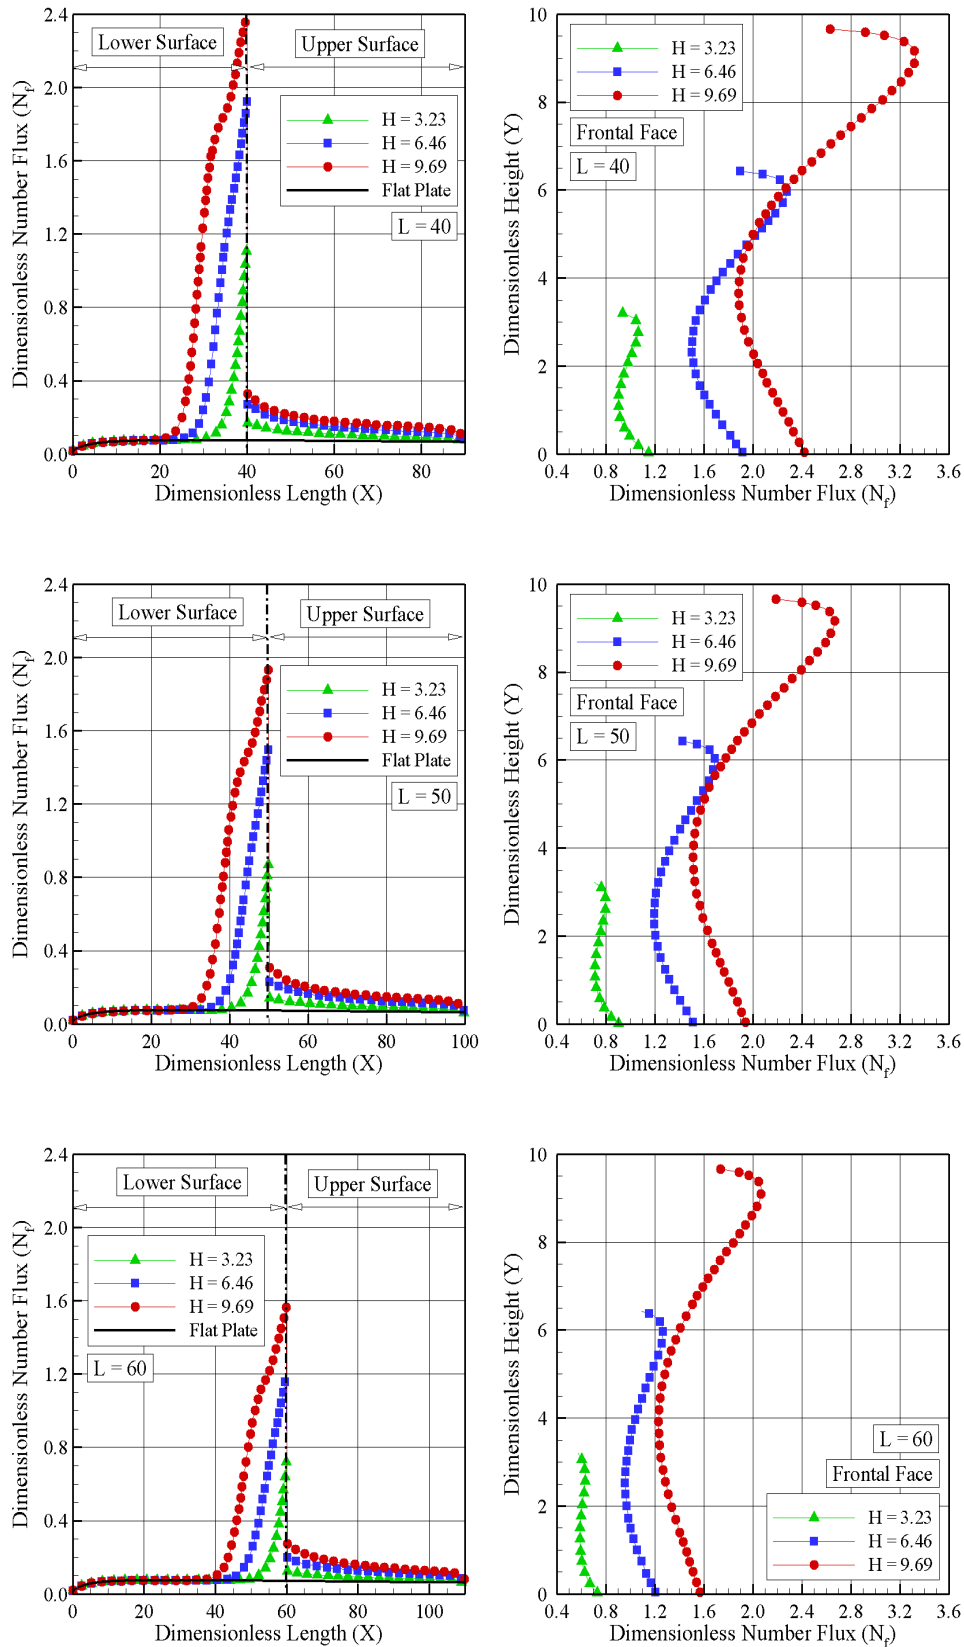 2.4
2.0
1.6
1.2
0.8
0.4
0.0
Dimensionless Number Flux (Nf)
Lower Surface
Upper Surface
H = 3.23
H = 6.46
H = 9.69
Flat Plate
L = 40
0 20 40 60 80
Dimensionless Length (X)
10
8
6
4
2
0
Dimensionless Height (Y)
H = 3.23
H = 6.46
H = 9.69
Frontal Face
L = 40
0.4 0.8 1.2 1.6 2.0 2.4 2.8 3.2 3.6
Dimensionless Number Flux (Nf)
2.4
2.0
1.6
1.2
0.8
0.4
0.0
Dimensionless Number Flux (Nf)
Lower Surface
Upper Surface
H = 3.23
H = 6.46
H = 9.69
Flat Plate
L = 50
0 20 40 60 80 100
Dimensionless Length (X)
10
8
6
4
2
0
Dimensionless Height (Y)
H = 3.23
H = 6.46
H = 9.69
Frontal Face
L = 50
0.4 0.8 1.2 1.6 2.0 2.4 2.8 3.2 3.6
Dimensionless Number Flux (Nf)
2.4
2.0
1.6
1.2
0.8
0.4
0.0
Dimensionless Number Flux (Nf)
Lower Surface
Upper Surface
H = 3.23
H = 6.46
H = 9.69
Flat Plate
L = 60
0 20 40 60 80 100
Dimensionless Length (X)
10
8
6
4
2
0
Dimensionless Height (Y)
L = 60
Frontal Face
H = 3.23
H = 6.46
H = 9.69
0.4 0.8 1.2 1.6 2.0 2.4 2.8 3.2 3.6
Dimensionless Number Flux (Nf)